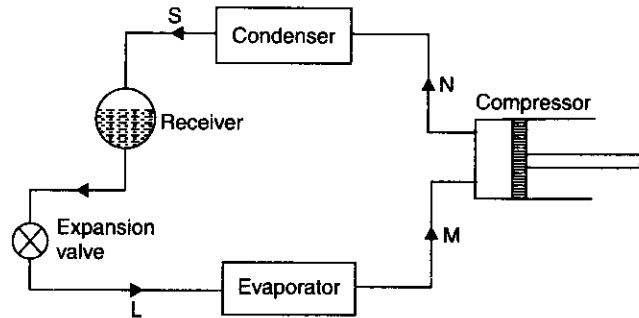 S
Condenser
N
Compressor
Receiver
Expansion
valve
M
Evaporator
L